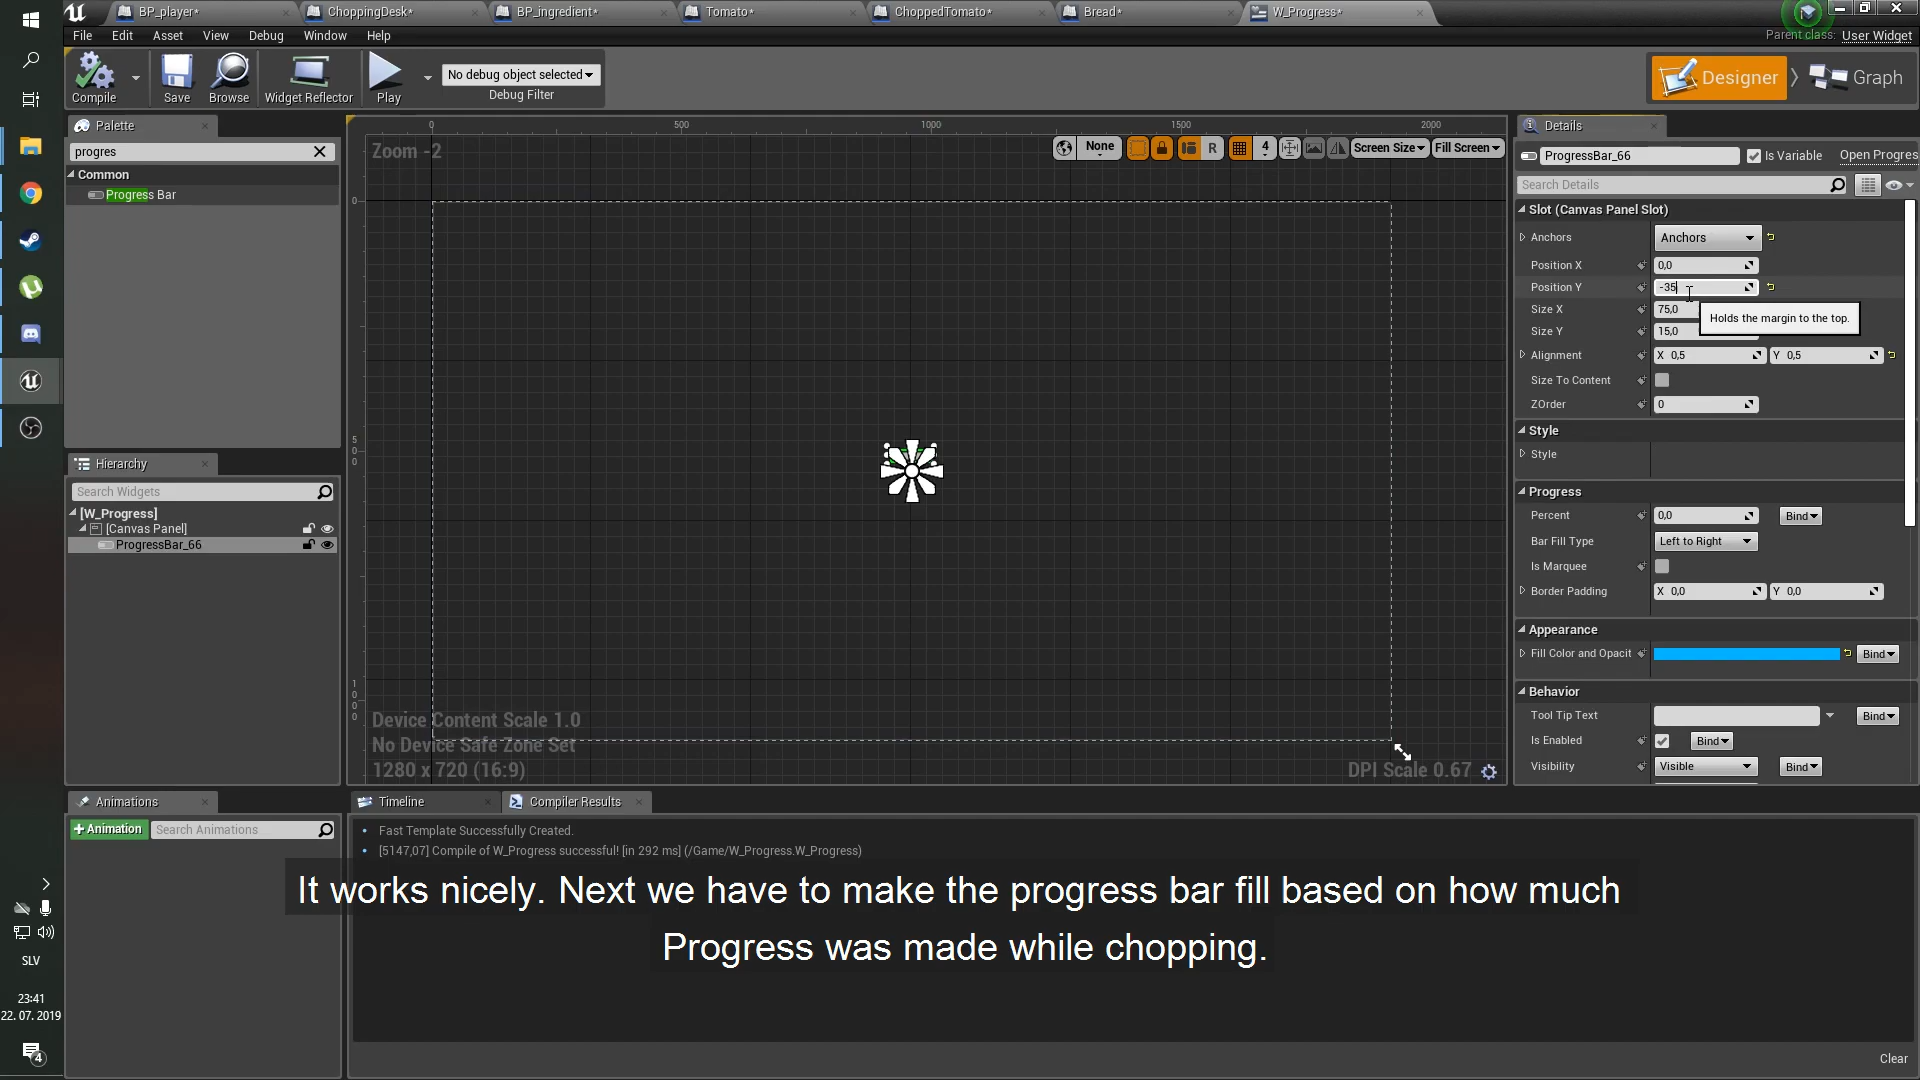 BP_player*
ChoppingDesk*
BP_ingredient*
Tomato*
ChoppedTomato*
Bread*
W_Progress*
File Edit Asset View Debug Window Help
Parent class: User Widget
Compile
Save
Browse
Widget Reflector
Play
No debug object selected
Debug Filter
Designer
Graph
Palette
progres
Common
Progress Bar
Hierarchy
Search Widgets
[W_Progress]
[Canvas Panel]
ProgressBar_66
Zoom -2
0
500
1000
1500
2000
0
5
0
0
1
0
0
0
None
R
4
Screen Size
Fill Screen
Device Content Scale 1.0
No Device Safe Zone Set
1280 x 720 (16:9)
DPI Scale 0.67
Details
ProgressBar_66
Is Variable
Open Progres
Search Details
Slot (Canvas Panel Slot)
Anchors Anchors
Position X 0,0
Position Y -35
Size X 75,0
Holds the margin to the top.
Size Y 15,0
Alignment X 0,5 Y 0,5
Size To Content
ZOrder 0
Style
Style
Progress
Percent 0,0 Bind
Bar Fill Type Left to Right
Is Marquee
Border Padding X 0,0 Y 0,0
Appearance
Fill Color and Opacit Bind
Behavior
Tool Tip Text Bind
Is Enabled Bind
Visibility Visible Bind
Animations
+Animation
Search Animations
Timeline
Compiler Results
Fast Template Successfully Created.
[5147,07] Compile of W_Progress successful! [in 292 ms] (/Game/W_Progress.W_Progress)
It works nicely. Next we have to make the progress bar fill based on how much
Progress was made while chopping.
Clear
SLV
23:41
22. 07. 2019
4